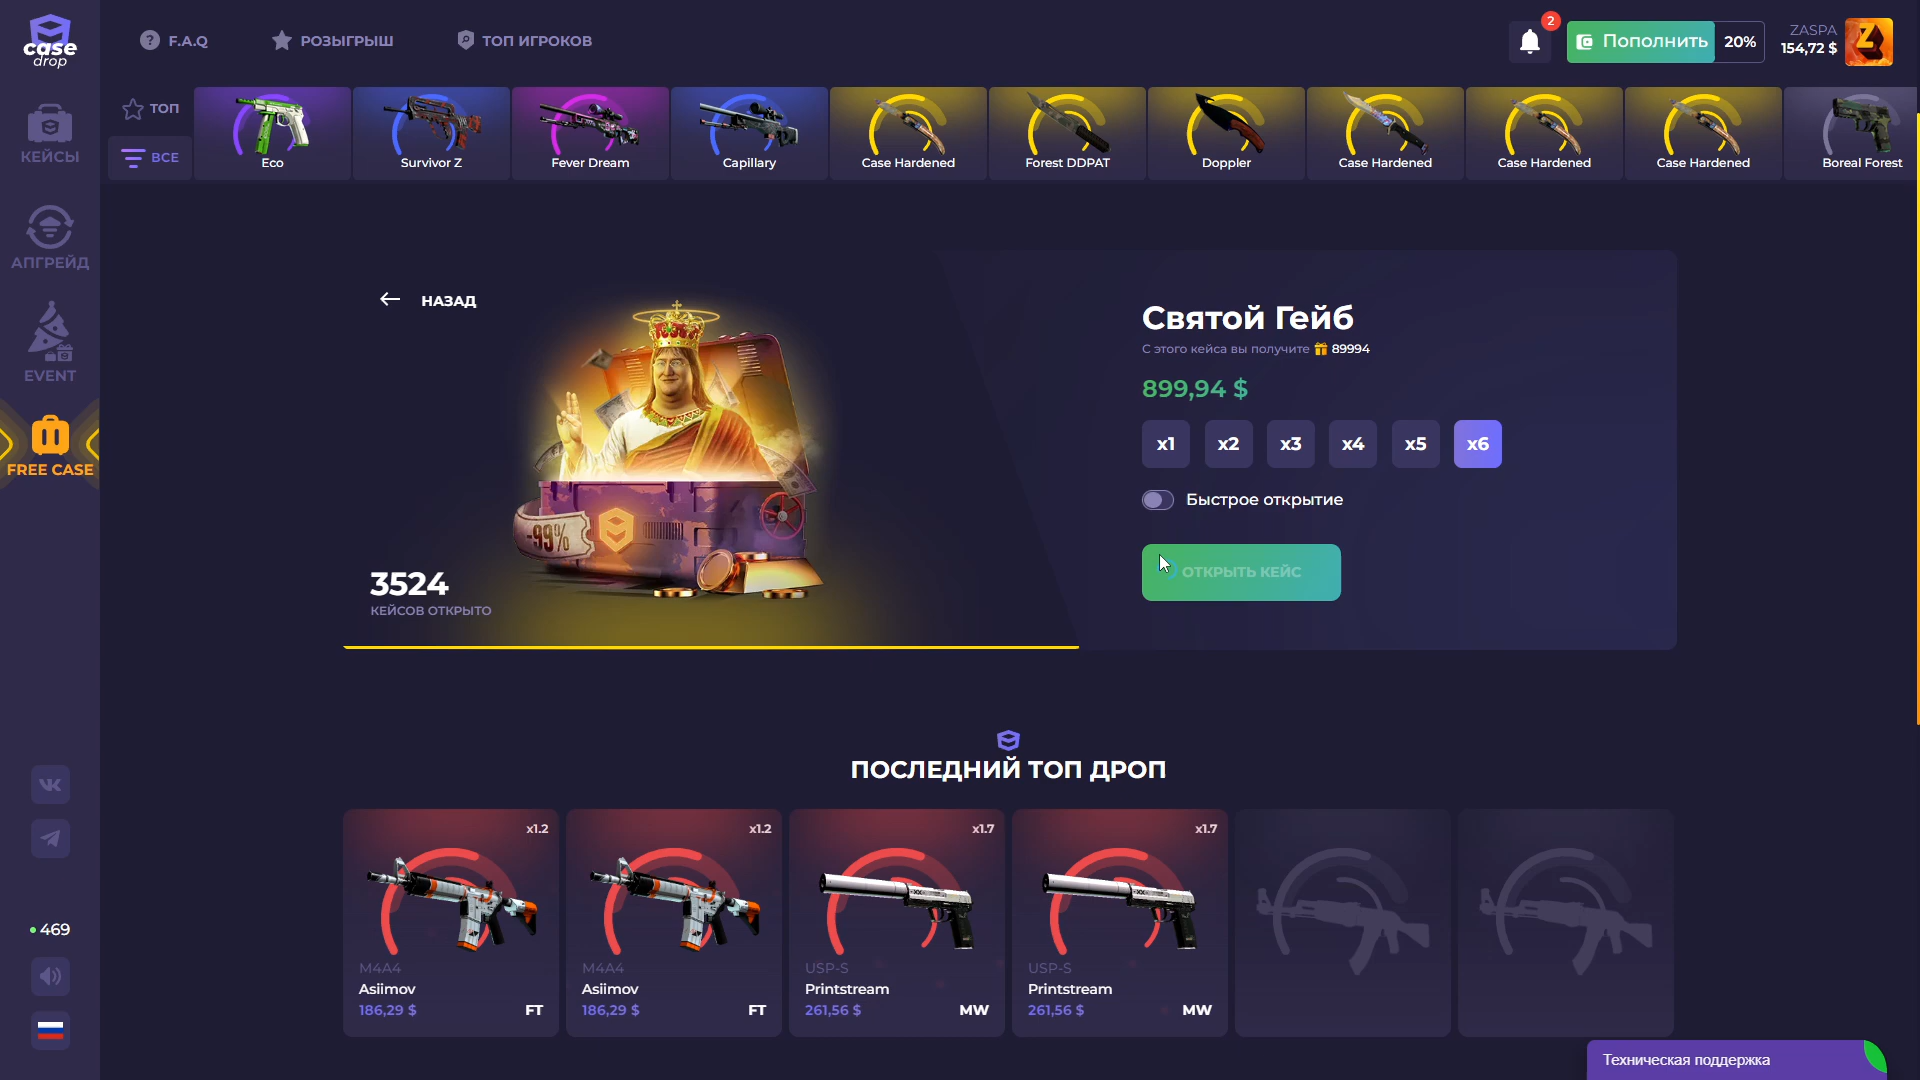 case
drop
F.A.Q
РОЗЫГРЫШ
ТОП ИГРОКОВ
2
Пополнить
20%
ZASPA
154,72 $
ТОП
ВСЕ
Eco
Survivor Z
Fever Dream
Capillary
Case Hardened
Forest DDPAT
Doppler
Case Hardened
Case Hardened
Case Hardened
Boreal Forest
КЕЙСЫ
АПГРЕЙД
EVENT
FREE CASE
НАЗАД
-99%
3524
КЕЙСОВ ОТКРЫТО
Святой Гейб
С этого кейса вы получите 89994
899,94 $
x1
x2
x3
x4
x5
x6
Быстрое открытие
ОТКРЫТЬ КЕЙС
ПОСЛЕДНИЙ ТОП ДРОП
x1.2
M4A4
Asiimov
186,29 $
FT
x1.2
M4A4
Asiimov
186,29 $
FT
x1.7
USP-S
Printstream
261,56 $
MW
x1.7
USP-S
Printstream
261,56 $
MW
469
Техническая поддержка